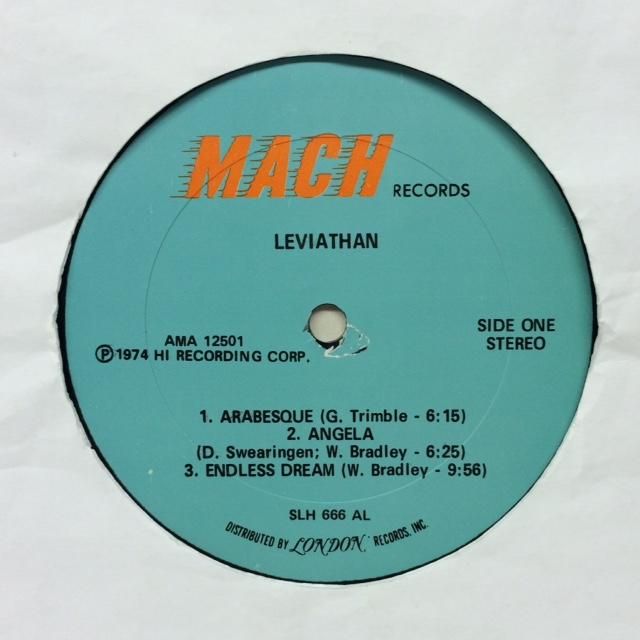 MACH RECORDS
LEVIATHAN
AMA 12501
Ⓟ1974 HI RECORDING CORP.
SIDE ONE
STEREO
1. ARABESQUE (G. Trimble - 6:15)
2. ANGELA
(D. Swearingen; W. Bradley - 6:25)
3. ENDLESS DREAM (W. Bradley - 9:56)
SLH 666 AL
DISTRIBUTED BY LONDON® RECORDS, INC.